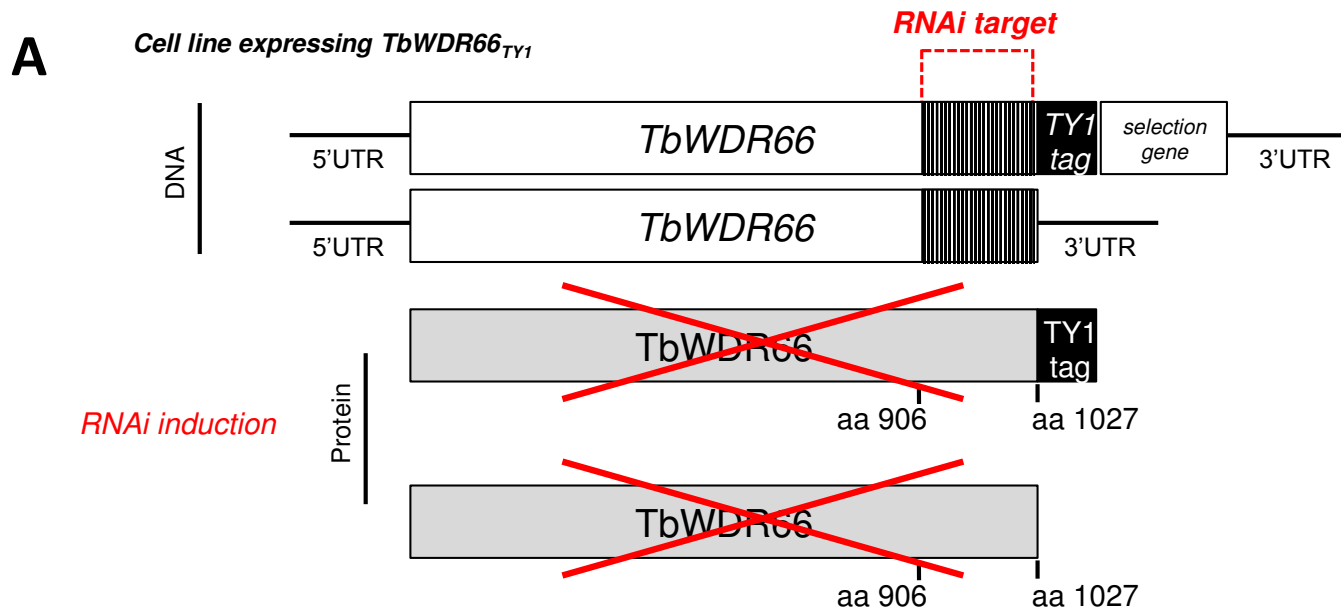 A
Cell line expressing TbWDR66TY1
RNAi target
DNA
5'UTR
TbWDR66
TY1
tag
selection
gene
3'UTR
5'UTR
TbWDR66
3'UTR
RNAi induction
Protein
TbWDR66
TY1
tag
aa 906
aa 1027
TbWDR66
aa 906
aa 1027